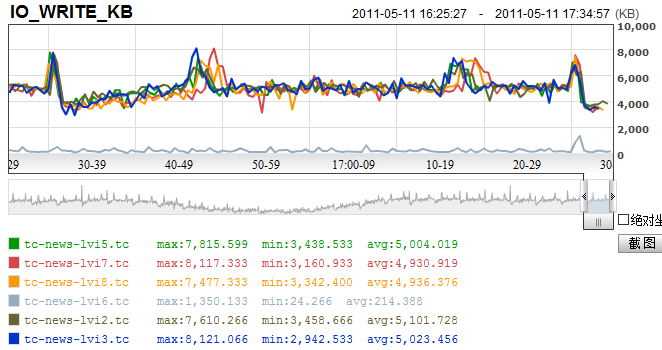 IO_WRITE_KB 2011-05-11 16:25:27 - 2011-05-11 17:34:57 (KB)
10,000
8,000
6,000
4,000
2,000
0
29 30-39 40-49 50-59 17:00-09 10-19 20-29 30
绝对坐
截图
tc-news-lvi5.tc max:7,815.599 min:3,438.533 avg:5,004.019
tc-news-lvi7.tc max:8,117.333 min:3,160.933 avg:4,930.919
tc-news-lvi8.tc max:7,477.333 min:3,342.400 avg:4,936.376
tc-news-lvi6.tc max:1,350.133 min:24.266 avg:214.388
tc-news-lvi2.tc max:7,610.266 min:3,458.666 avg:5,101.728
tc-news-lvi3.tc max:8,121.066 min:2,942.533 avg:5,023.456